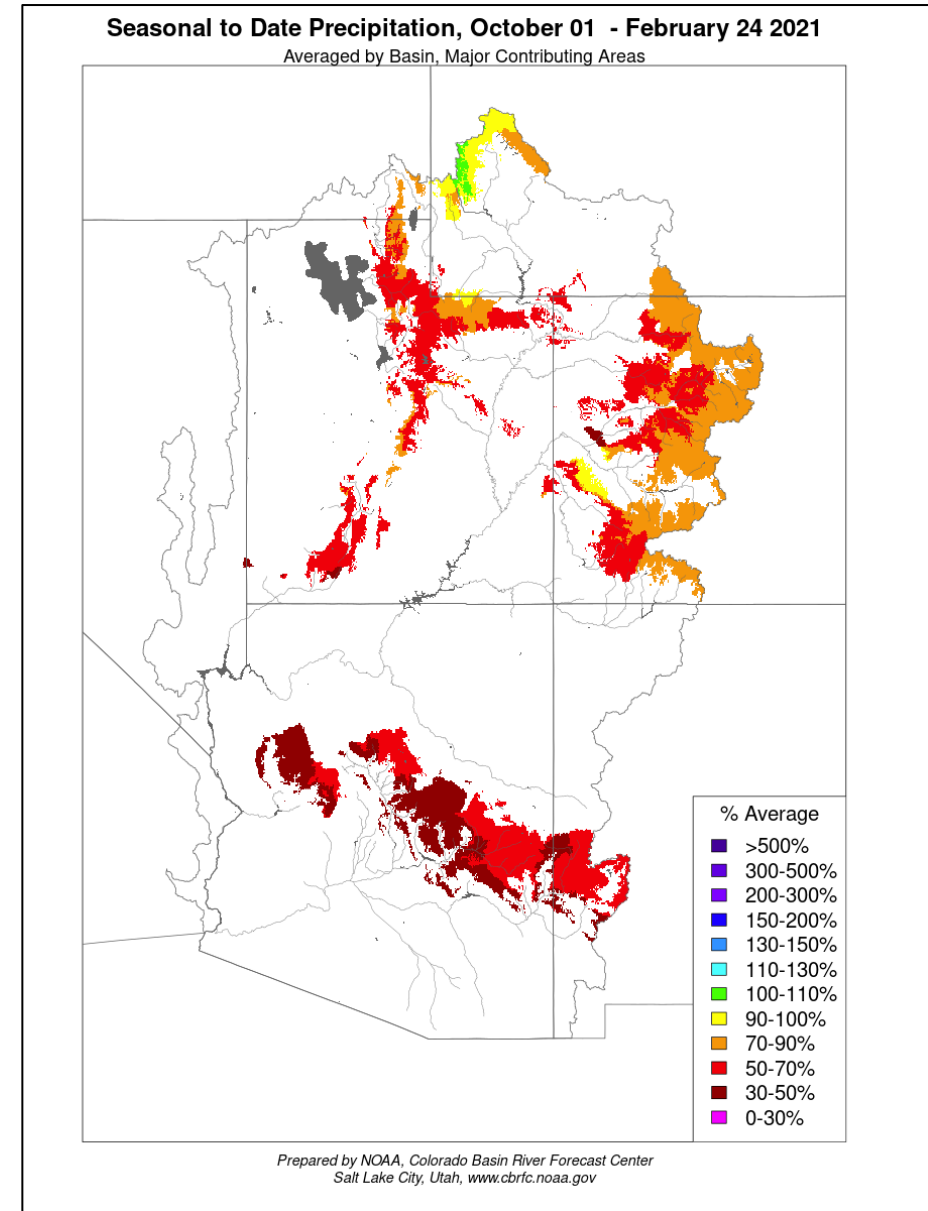 Seasonal to Date Precipitation, October 01 - February 24 2021
Averaged by Basin, Major Contributing Areas
% Average
>500%
300-500%
200-300%
150-200%
130-150%
110-130%
100-110%
90-100%
70-90%
50-70%
30-50%
0-30%
Prepared by NOAA, Colorado Basin River Forecast Center
Salt Lake City, Utah, www.cbrfc.noaa.gov